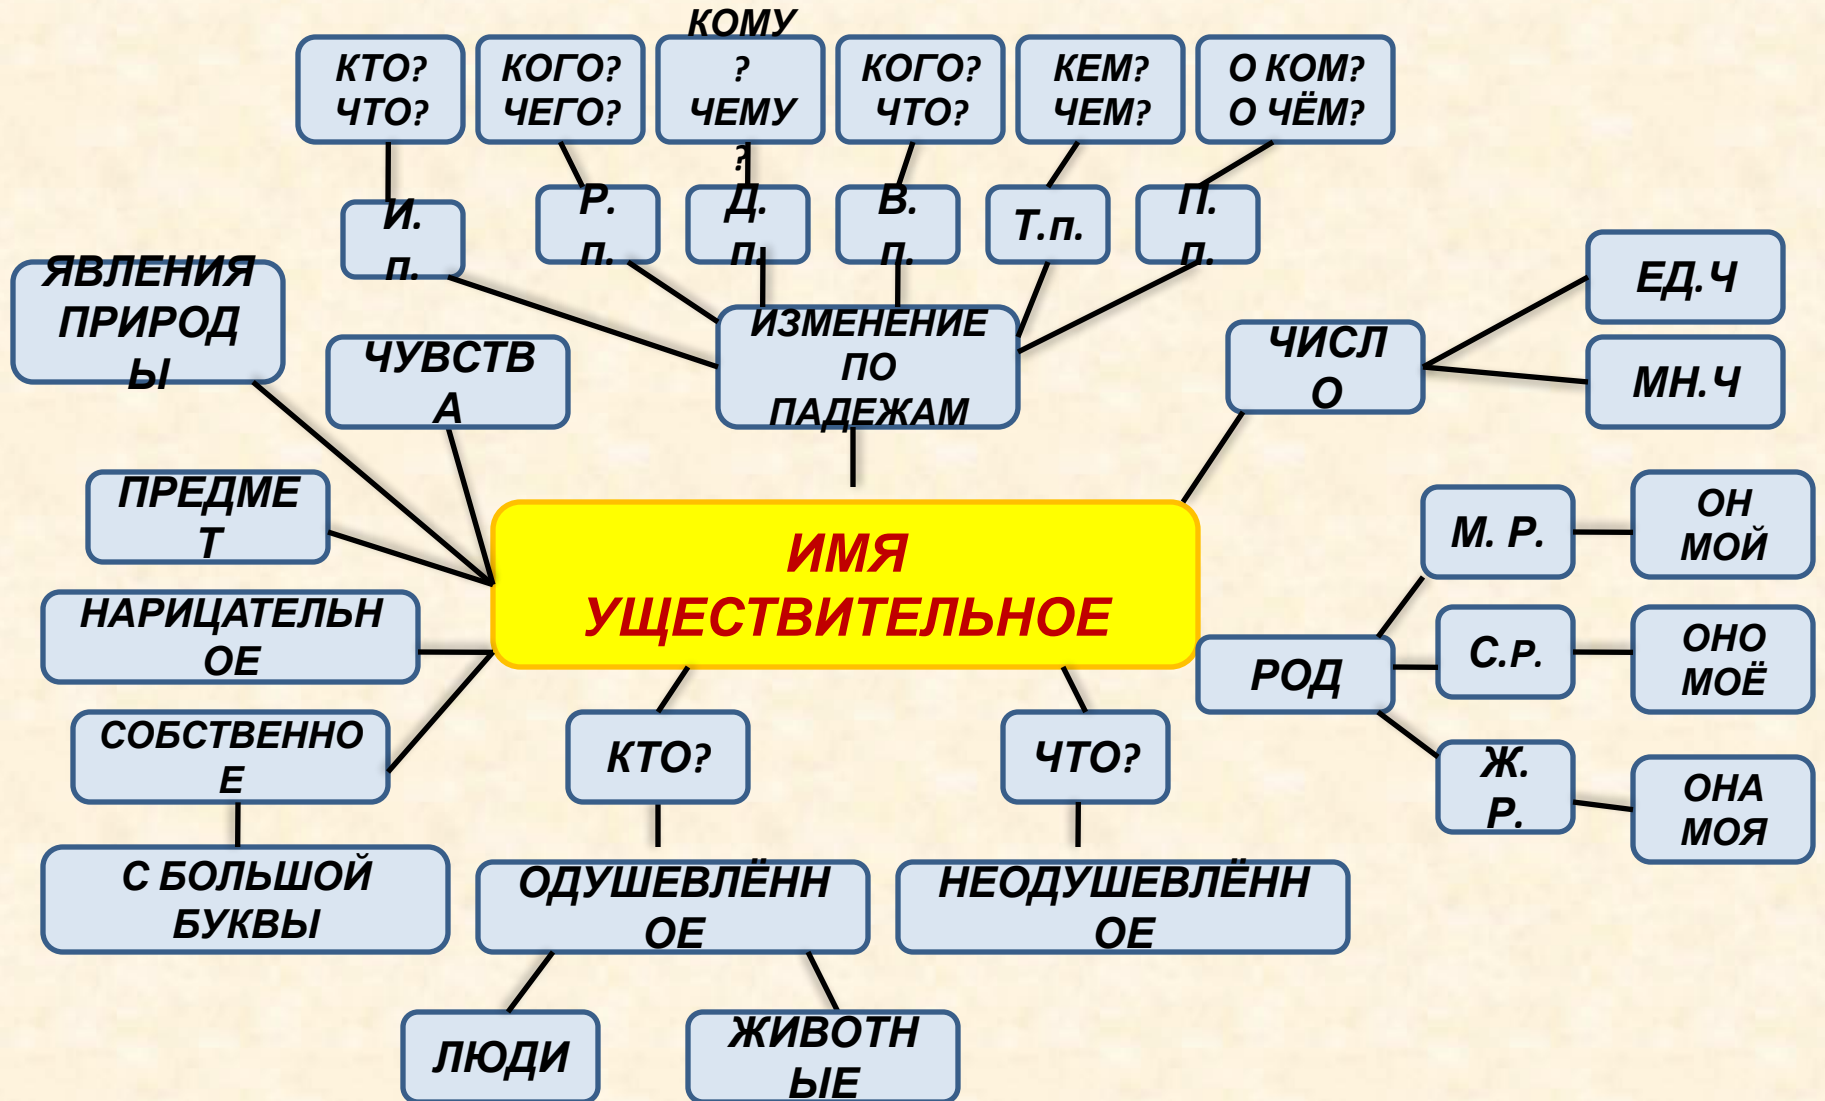 КТО?
ЧТО?
КОГО?
ЧЕГО?
КОМУ
?
ЧЕМУ
?
КОГО?
ЧТО?
КЕМ?
ЧЕМ?
О КОМ?
О ЧЁМ?
И.
п.
Р.
п.
Д.
п.
В.
п.
Т.п.
П.
п.
ЯВЛЕНИЯ
ПРИРОД
Ы
ЧУВСТВ
А
ИЗМЕНЕНИЕ
ПО
ПАДЕЖАМ
ЧИСЛ
О
ЕД.Ч
МН.Ч
ПРЕДМЕ
Т
ИМЯ
УЩЕСТВИТЕЛЬНОЕ
М. Р.
ОН
МОЙ
НАРИЦАТЕЛЬН
ОЕ
РОД
С.Р.
ОНО
МОЁ
СОБСТВЕННО
Е
КТО?
ЧТО?
Ж.
Р.
ОНА
МОЯ
С БОЛЬШОЙ
БУКВЫ
ОДУШЕВЛЁНН
ОЕ
НЕОДУШЕВЛЁНН
ОЕ
ЛЮДИ
ЖИВОТН
ЫЕ